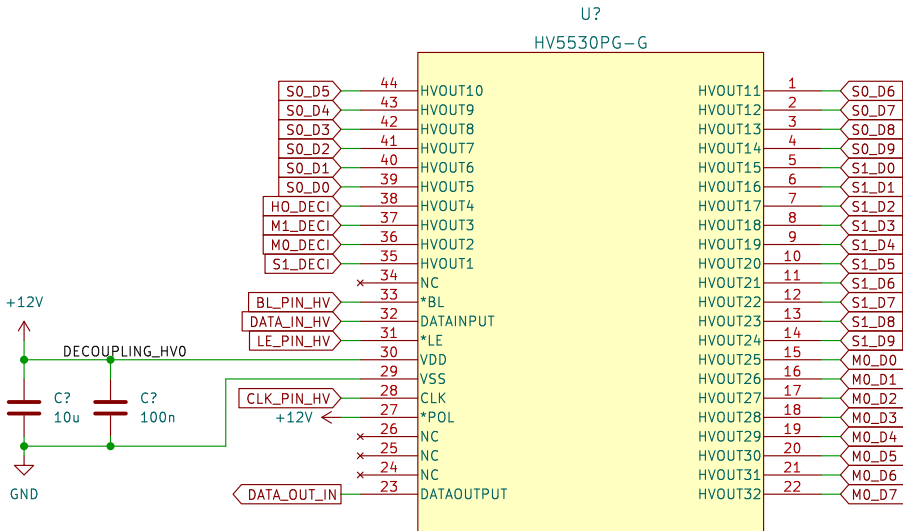 U?
HV5530PG-G
S0_D5 44 HVOUT10 HVOUT11 1 S0_D6
S0_D4 43 HVOUT9 HVOUT12 2 S0_D7
S0_D3 42 HVOUT8 HVOUT13 3 S0_D8
S0_D2 41 HVOUT7 HVOUT14 4 S0_D9
S0_D1 40 HVOUT6 HVOUT15 5 S1_D0
S0_D0 39 HVOUT5 HVOUT16 6 S1_D1
H0_DECI 38 HVOUT4 HVOUT17 7 S1_D2
M1_DECI 37 HVOUT3 HVOUT18 8 S1_D3
M0_DECI 36 HVOUT2 HVOUT19 9 S1_D4
S1_DECI 35 HVOUT1 HVOUT20 10 S1_D5
34 NC HVOUT21 11 S1_D6
+12V BL_PIN_HV 33 *BL HVOUT22 12 S1_D7
DATA_IN_HV 32 DATAINPUT HVOUT23 13 S1_D8
LE_PIN_HV 31 *LE HVOUT24 14 S1_D9
DECOUPLING_HV0 30 VDD HVOUT25 15 M0_D0
29 VSS HVOUT26 16 M0_D1
C? C? CLK_PIN_HV 28 CLK HVOUT27 17 M0_D2
10u 100n +12V 27 *POL HVOUT28 18 M0_D3
26 NC HVOUT29 19 M0_D4
25 NC HVOUT30 20 M0_D5
24 NC HVOUT31 21 M0_D6
GND DATA_OUT_IN 23 DATAOUTPUT HVOUT32 22 M0_D7